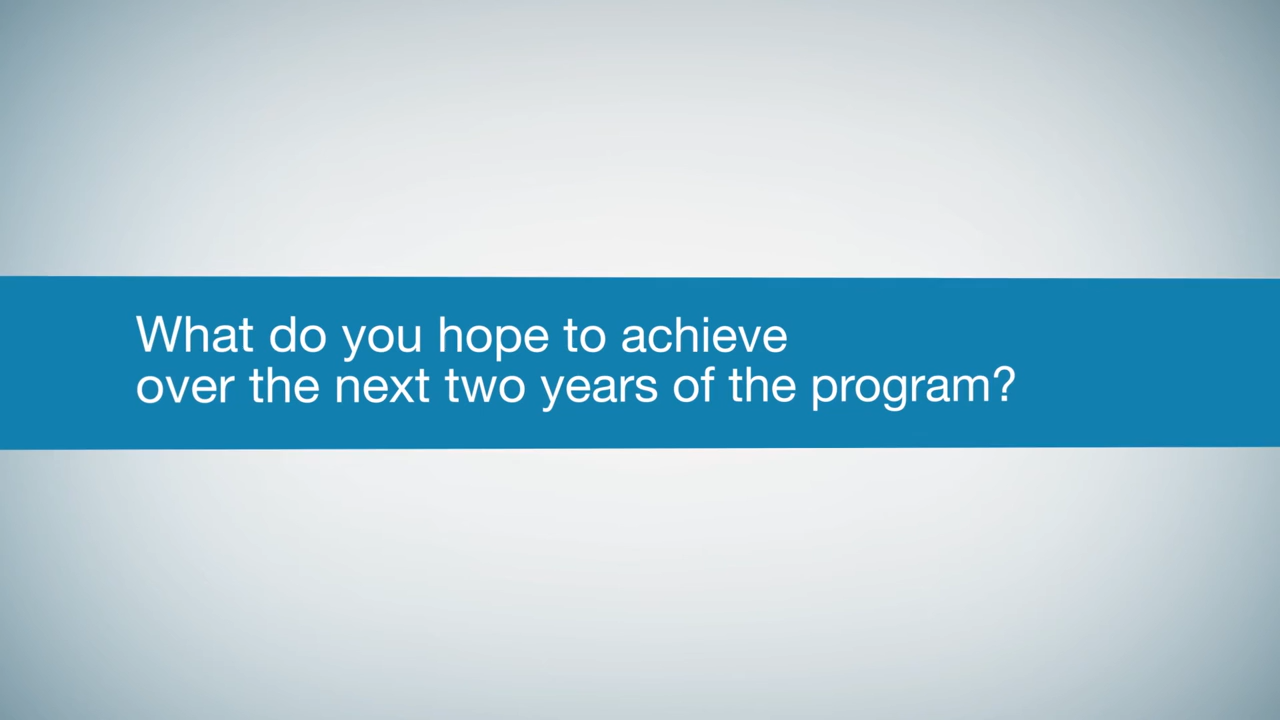 What do you hope to achieve
over the next two years of the program?